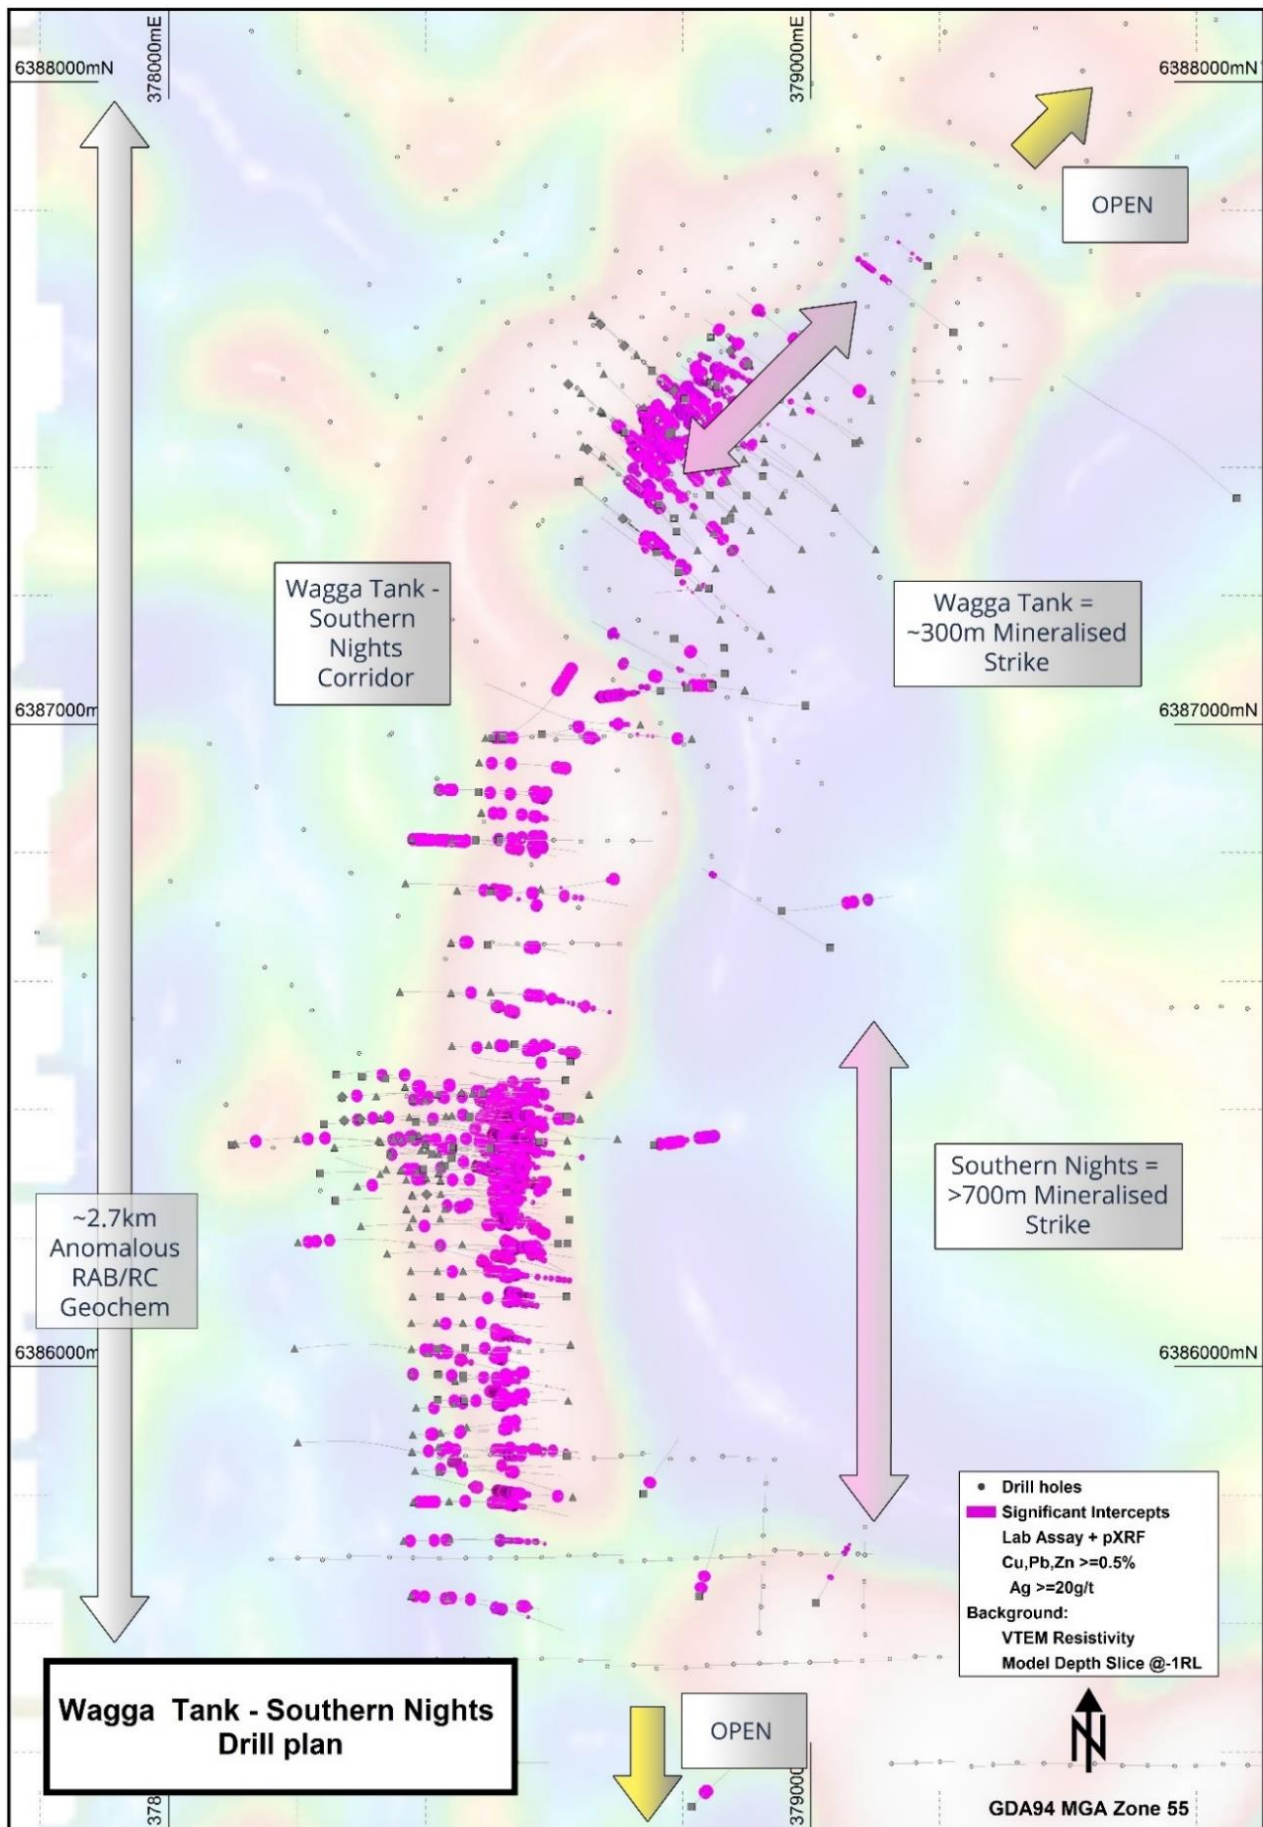 378000mE
379000mE
6388000mN
6388000mN
OPEN
Wagga Tank -
Southern
Nights
Corridor
Wagga Tank =
~300m Mineralised
Strike
6387000m
6387000mN
Southern Nights =
>700m Mineralised
Strike
~2.7km
Anomalous
RAB/RC
Geochem
6386000m
6386000mN
Drill holes
Significant Intercepts
Lab Assay + pXRF
Cu,Pb,Zn >=0.5%
Ag >=20g/t
Background:
VTEM Resistivity
Model Depth Slice @-1RL
Wagga Tank - Southern Nights
Drill plan
OPEN
N
378
37900
GDA94 MGA Zone 55